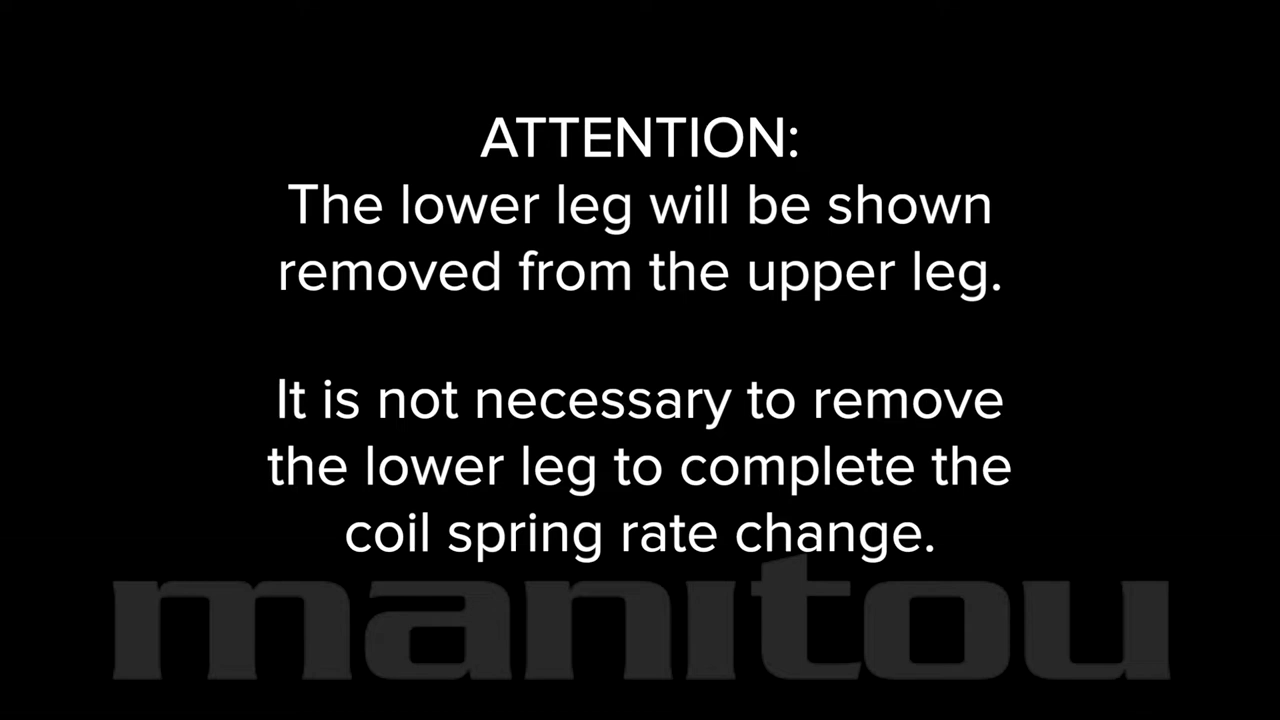 ATTENTION:
The lower leg will be shown
removed from the upper leg.
It is not necessary to remove
the lower leg to complete the
coil spring rate change.
manitou